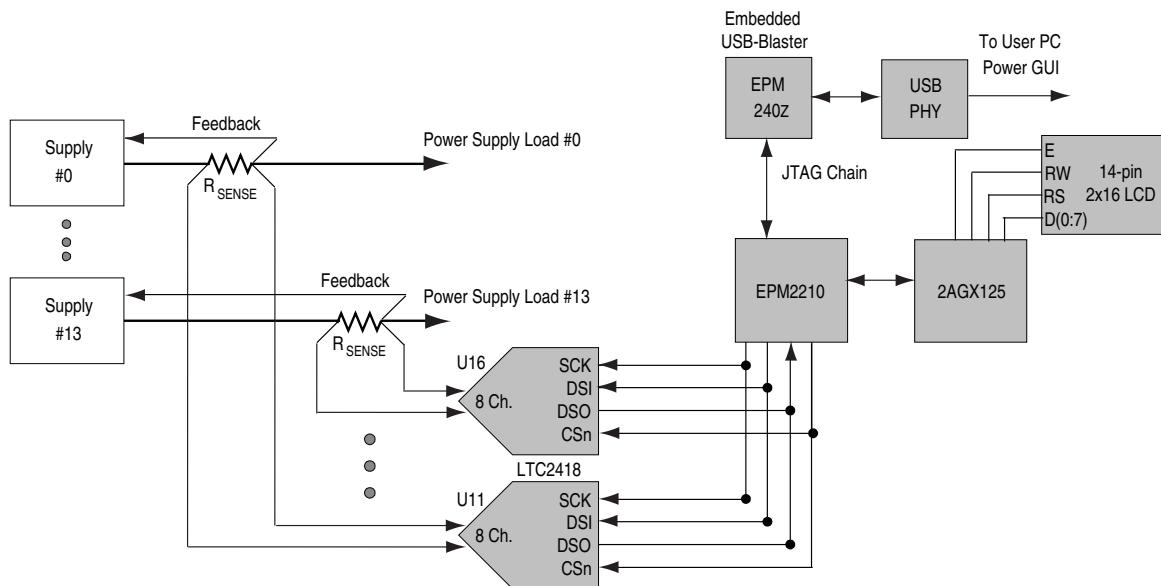 Embedded
USB-Blaster
EPM
240Z
USB
PHY
To User PC
Power GUI
Supply
#0
Feedback
R SENSE
Power Supply Load #0
JTAG Chain
E
RW
RS
D(0:7)
14-pin
2x16 LCD
EPM2210
2AGX125
Supply
#13
Feedback
R SENSE
Power Supply Load #13
U16
8 Ch.
SCK
DSI
DSO
CSn
LTC2418
U11
8 Ch.
SCK
DSI
DSO
CSn